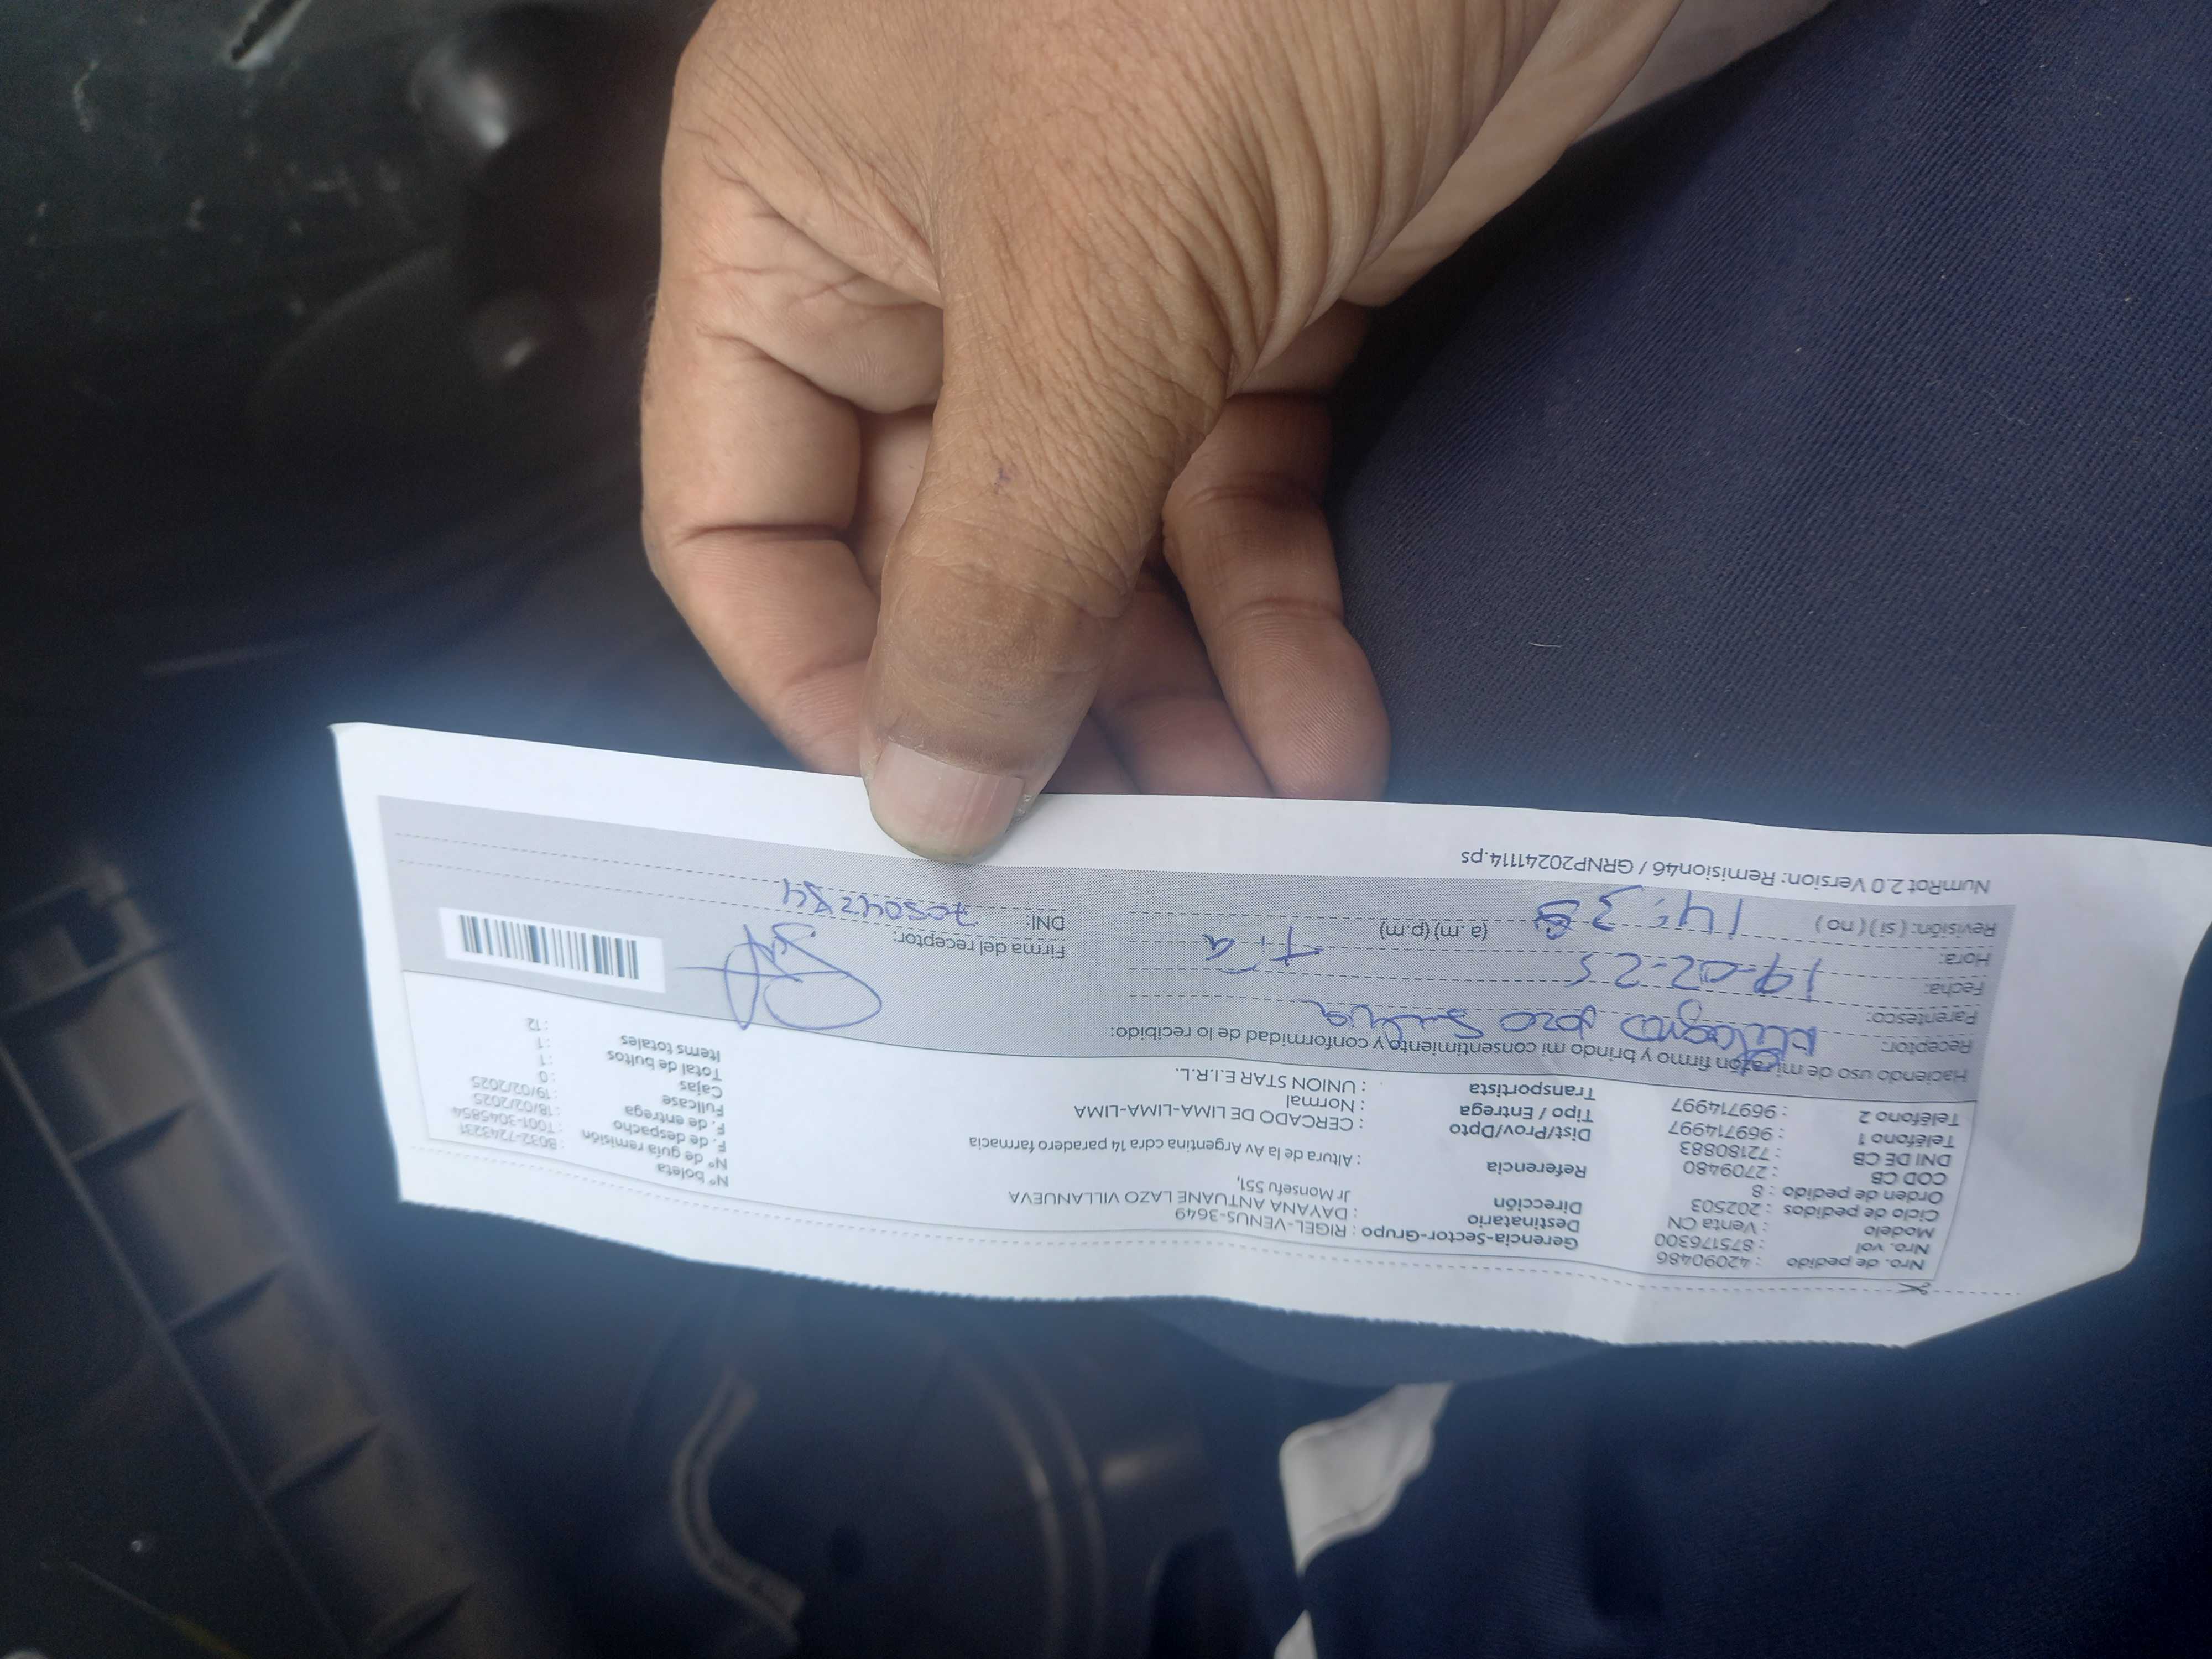 Nro. de pedido : 42090486
Nro. vol : 875176300
Modelo : Venta CN
Ciclo de pedidos : 202503
Orden de pedido : 8
COD CB : 2709480
DNI DE CB : 72180883
Teléfono 1 : 969714997
Teléfono 2 : 969714997
Gerencia-Sector-Grupo : RIGEL-VENUS-3649
Destinatario : DAYANA ANTUANE LAZO VILLANUEVA
Dirección Jr Monsefu 551,
Referencia : Altura de la Av Argentina cdra 14 paradero farmacia
Dist/Prov/Dpto : CERCADO DE LIMA-LIMA-LIMA
Tipo / Entrega : Normal
Transportista : UNION STAR E.I.R.L.
N° boleta : B032-7243231
N° de guía remisión : T001-3045854
F. de despacho : 18/02/2025
F. de entrega : 19/02/2025
Fullcase : 0
Cajas : 1
Total de bultos : 1
Items totales : 12
Haciendo uso de mi razón firmo y brindo mi consentimiento y conformidad de lo recibido:
Receptor:
Parentesco: Tia
Fecha: 19-02-25
Hora: 14:38 (a.m) (p.m)
Revisión: ( si ) ( no )
Firma del receptor:
DNI: 70504284
NumRot 2.0 Version: Remision46 / GRNP20241114.ps